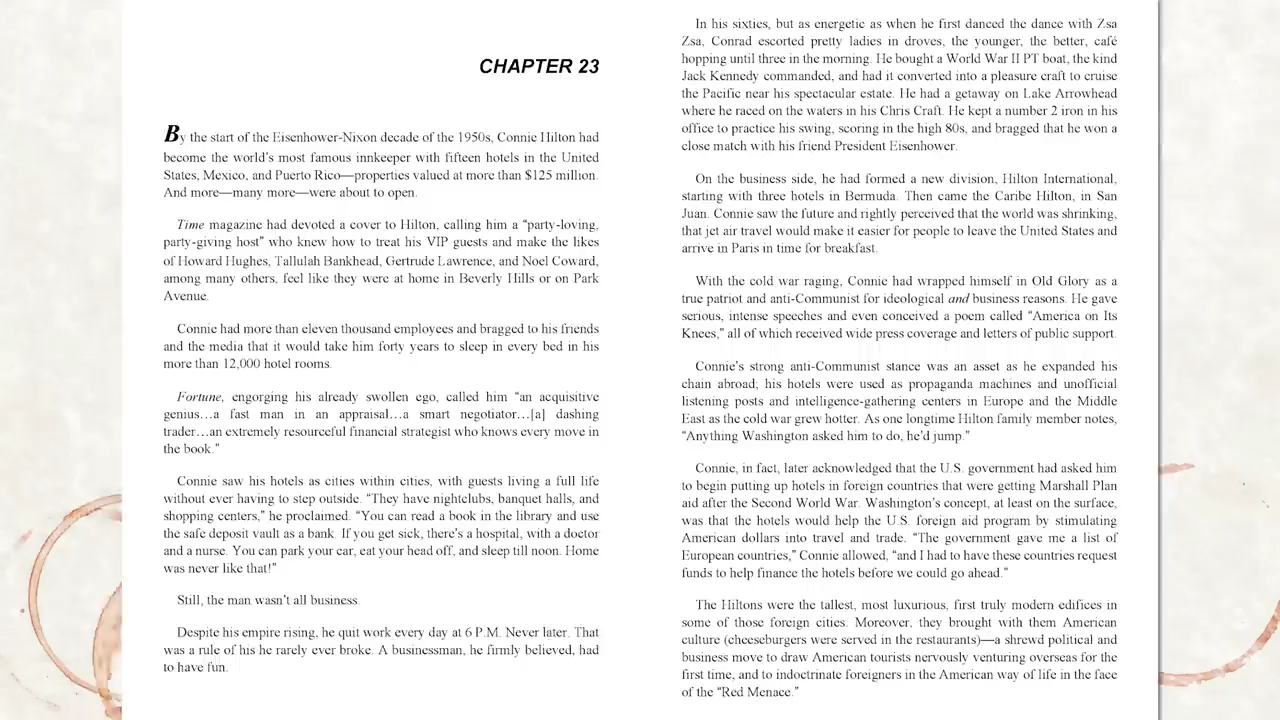 CHAPTER 23
By the start of the Eisenhower-Nixon decade of the 1950s, Connie Hilton had
become the world's most famous innkeeper with fifteen hotels in the United
States, Mexico, and Puerto Rico—properties valued at more than $125 million.
And more—many more—were about to open.
Time magazine had devoted a cover to Hilton, calling him a “party-loving,
party-giving host” who knew how to treat his VIP guests and make the likes
of Howard Hughes, Tallulah Bankhead, Gertrude Lawrence, and Noel Coward,
among many others, feel like they were at home in Beverly Hills or on Park
Avenue.
Connie had more than eleven thousand employees and bragged to his friends
and the media that it would take him forty years to sleep in every bed in his
more than 12,000 hotel rooms.
Fortune, engorging his already swollen ego, called him “an acquisitive
genius…a fast man in an appraisal…a smart negotiator…[a] dashing
trader…an extremely resourceful financial strategist who knows every move in
the book.”
Connie saw his hotels as cities within cities, with guests living a full life
without ever having to step outside. “They have nightclubs, banquet halls, and
shopping centers,” he proclaimed. “You can read a book in the library and use
the safe deposit vault as a bank. If you get sick, there's a hospital, with a doctor
and a nurse. You can park your car, eat your head off, and sleep till noon. Home
was never like that!”
Still, the man wasn't all business.
Despite his empire rising, he quit work every day at 6 P.M. Never later. That
was a rule of his he rarely ever broke. A businessman, he firmly believed, had
to have fun.
In his sixties, but as energetic as when he first danced the dance with Zsa
Zsa, Conrad escorted pretty ladies in droves, the younger, the better, café
hopping until three in the morning. He bought a World War II PT boat, the kind
Jack Kennedy commanded, and had it converted into a pleasure craft to cruise
the Pacific near his spectacular estate. He had a getaway on Lake Arrowhead
where he raced on the waters in his Chris Craft. He kept a number 2 iron in his
office to practice his swing, scoring in the high 80s, and bragged that he won a
close match with his friend President Eisenhower.
On the business side, he had formed a new division, Hilton International,
starting with three hotels in Bermuda. Then came the Caribe Hilton, in San
Juan. Connie saw the future and rightly perceived that the world was shrinking,
that jet air travel would make it easier for people to leave the United States and
arrive in Paris in time for breakfast.
With the cold war raging, Connie had wrapped himself in Old Glory as a
true patriot and anti-Communist for ideological and business reasons. He gave
serious, intense speeches and even conceived a poem called “America on Its
Knees,” all of which received wide press coverage and letters of public support.
Connie's strong anti-Communist stance was an asset as he expanded his
chain abroad; his hotels were used as propaganda machines and unofficial
listening posts and intelligence-gathering centers in Europe and the Middle
East as the cold war grew hotter. As one longtime Hilton family member notes,
“Anything Washington asked him to do, he'd jump.”
Connie, in fact, later acknowledged that the U.S. government had asked him
to begin putting up hotels in foreign countries that were getting Marshall Plan
aid after the Second World War. Washington's concept, at least on the surface,
was that the hotels would help the U.S. foreign aid program by stimulating
American dollars into travel and trade. “The government gave me a list of
European countries,” Connie allowed, “and I had to have these countries request
funds to help finance the hotels before we could go ahead.”
The Hiltons were the tallest, most luxurious, first truly modern edifices in
some of those foreign cities. Moreover, they brought with them American
culture (cheeseburgers were served in the restaurants)—a shrewd political and
business move to draw American tourists nervously venturing overseas for the
first time, and to indoctrinate foreigners in the American way of life in the face
of the “Red Menace.”